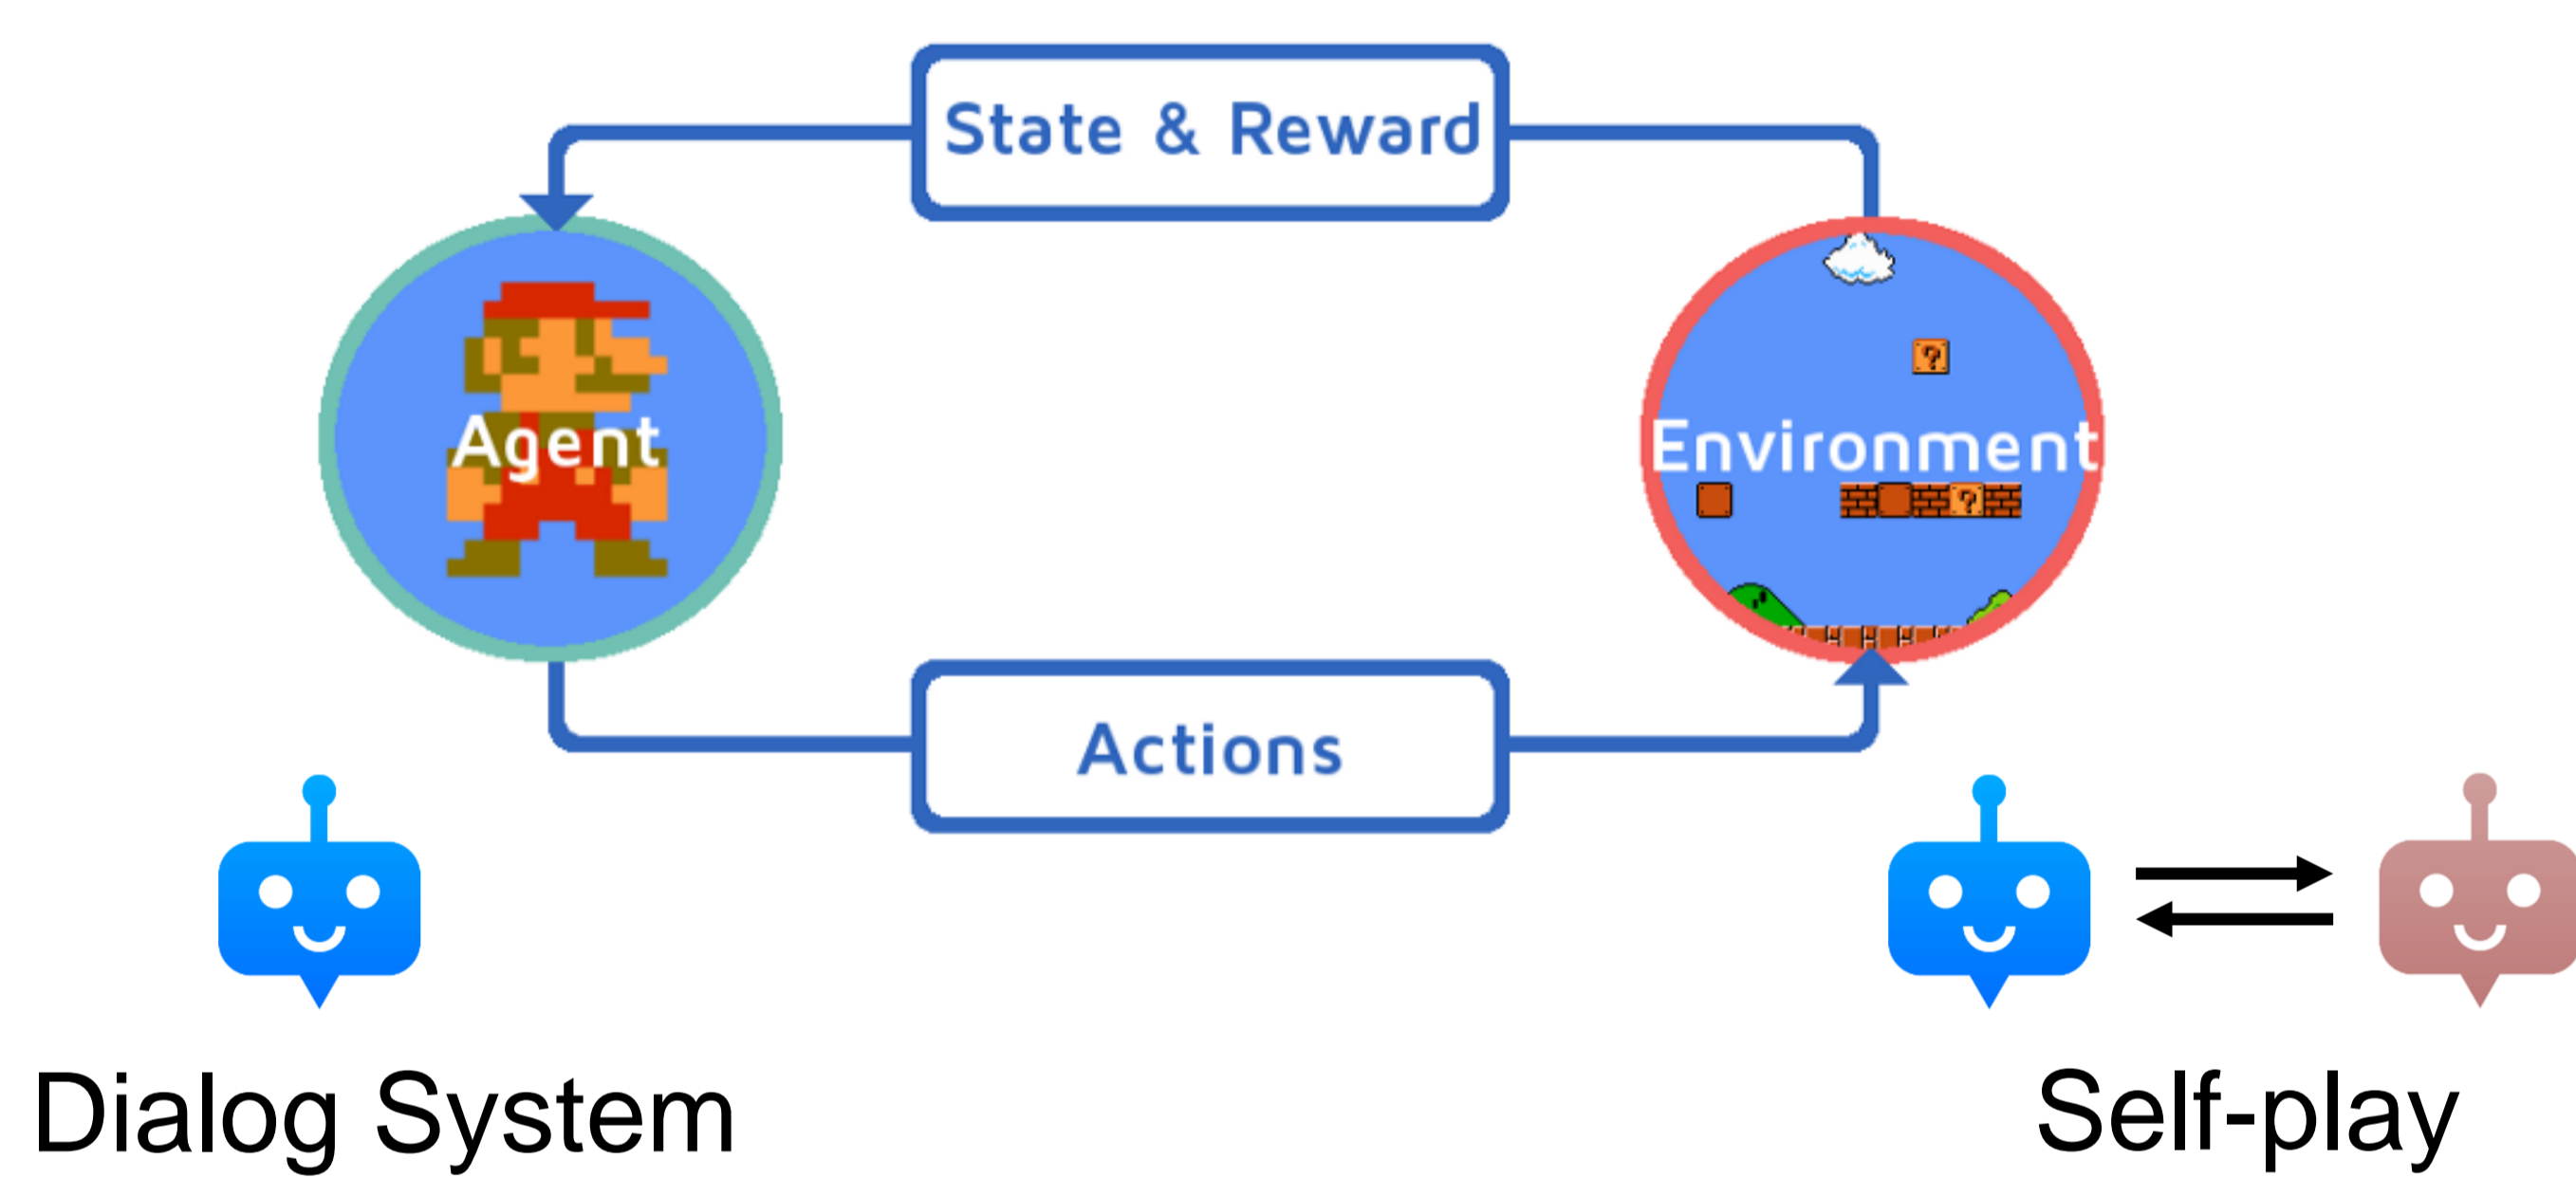 State & Reward
Agent
Environment
Actions
Dialog System
Self-play